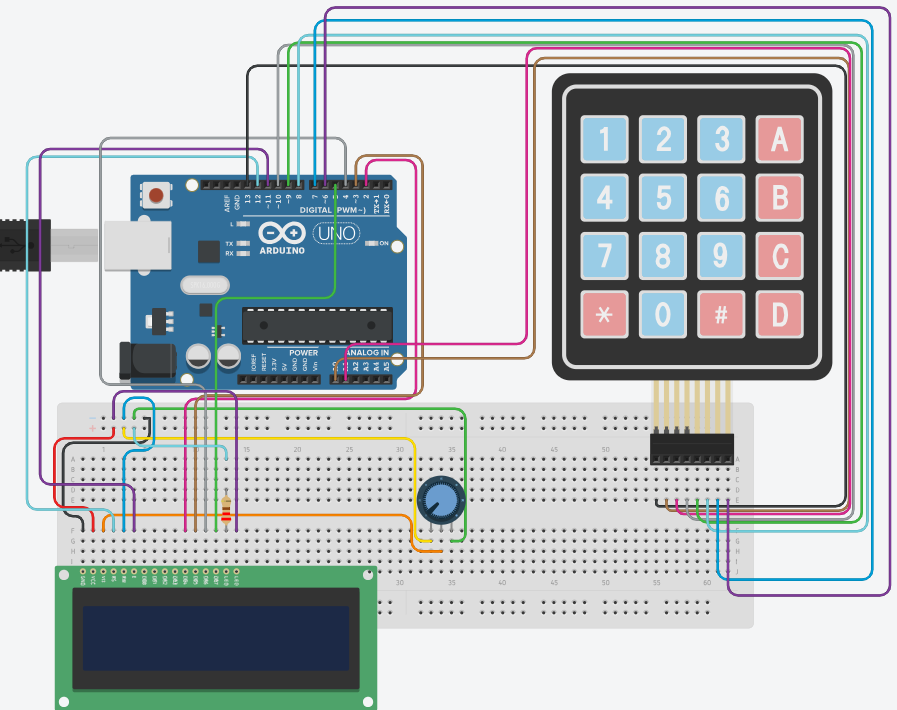 1 2 3 A
4 5 6 B
7 8 9 C
* 0 # D
AREF
GND
13
12
~11
~10
~9
8
7
~6
4
~3
2
TX→1
RX←0
DIGITAL (PWM~)
L
TX
RX
ARDUINO
UNO
ON
POWER
ANALOG IN
IOREF
RESET
3.3V
5V
GND
GND
Vin
A2
A3
A4
A5
1 15 20 25 45 50
A
B
C
D
E
F
G
H
I
J
30 35 40 45 50 55 60